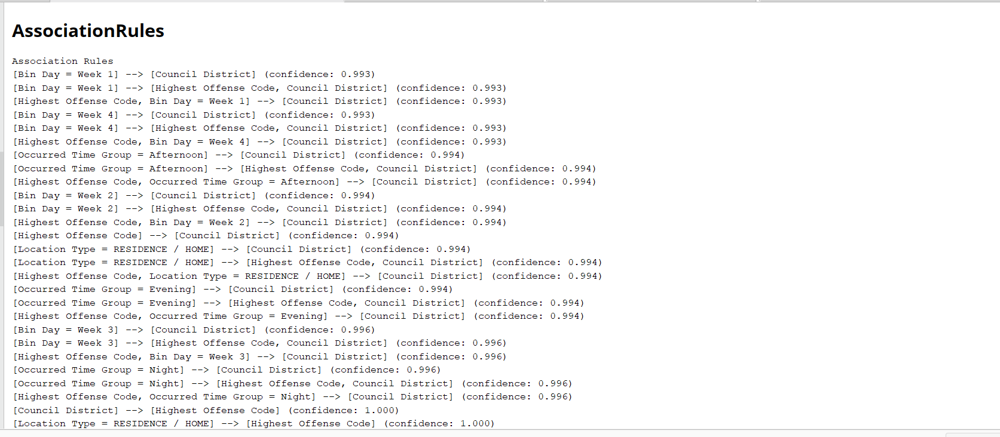 AssociationRules
Association Rules
[Bin Day = Week 1] --> [Council District] (confidence: 0.993)
[Bin Day = Week 1] --> [Highest Offense Code, Council District] (confidence: 0.993)
[Highest Offense Code, Bin Day = Week 1] --> [Council District] (confidence: 0.993)
[Bin Day = Week 4] --> [Council District] (confidence: 0.993)
[Bin Day = Week 4] --> [Highest Offense Code, Council District] (confidence: 0.993)
[Highest Offense Code, Bin Day = Week 4] --> [Council District] (confidence: 0.993)
[Occurred Time Group = Afternoon] --> [Council District] (confidence: 0.994)
[Occurred Time Group = Afternoon] --> [Highest Offense Code, Council District] (confidence: 0.994)
[Highest Offense Code, Occurred Time Group = Afternoon] --> [Council District] (confidence: 0.994)
[Bin Day = Week 2] --> [Council District] (confidence: 0.994)
[Bin Day = Week 2] --> [Highest Offense Code, Council District] (confidence: 0.994)
[Highest Offense Code, Bin Day = Week 2] --> [Council District] (confidence: 0.994)
[Highest Offense Code] --> [Council District] (confidence: 0.994)
[Location Type = RESIDENCE / HOME] --> [Council District] (confidence: 0.994)
[Location Type = RESIDENCE / HOME] --> [Highest Offense Code, Council District] (confidence: 0.994)
[Highest Offense Code, Location Type = RESIDENCE / HOME] --> [Council District] (confidence: 0.994)
[Occurred Time Group = Evening] --> [Council District] (confidence: 0.994)
[Occurred Time Group = Evening] --> [Highest Offense Code, Council District] (confidence: 0.994)
[Highest Offense Code, Occurred Time Group = Evening] --> [Council District] (confidence: 0.994)
[Bin Day = Week 3] --> [Council District] (confidence: 0.996)
[Bin Day = Week 3] --> [Highest Offense Code, Council District] (confidence: 0.996)
[Highest Offense Code, Bin Day = Week 3] --> [Council District] (confidence: 0.996)
[Occurred Time Group = Night] --> [Council District] (confidence: 0.996)
[Occurred Time Group = Night] --> [Highest Offense Code, Council District] (confidence: 0.996)
[Highest Offense Code, Occurred Time Group = Night] --> [Council District] (confidence: 0.996)
[Council District] --> [Highest Offense Code] (confidence: 1.000)
[Location Type = RESIDENCE / HOME] --> [Highest Offense Code] (confidence: 1.000)